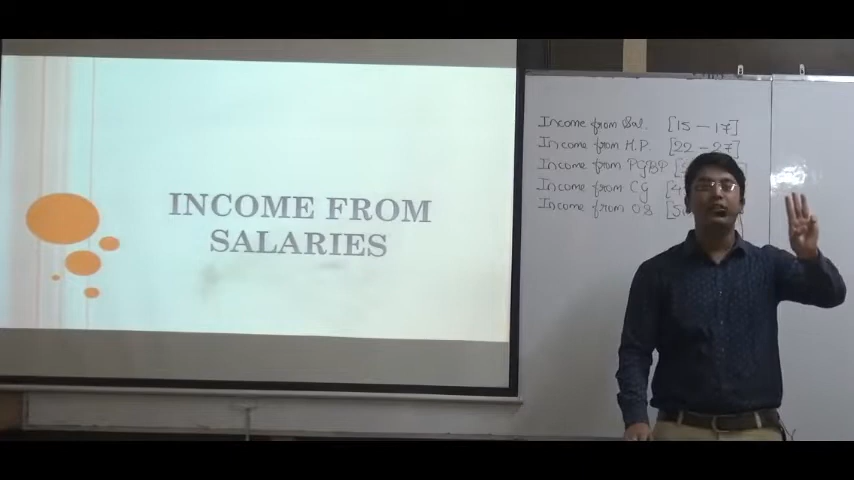 INCOME FROM
SALARIES
Income from Sal. [15 – 17]
Income from H.P. [22 – 27]
Income from PGBP
Income from CG
Income from OS